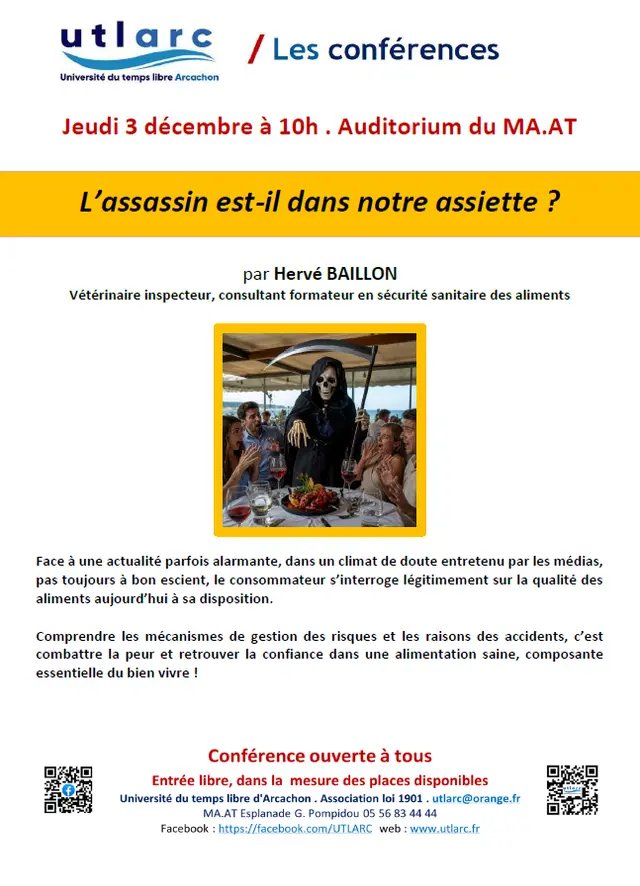 utlarc
Université du temps libre Arcachon
/ Les conférences
Jeudi 3 décembre à 10h . Auditorium du MA.AT
L’assassin est-il dans notre assiette ?
par Hervé BAILLON
Vétérinaire inspecteur, consultant formateur en sécurité sanitaire des aliments
Face à une actualité parfois alarmante, dans un climat de doute entretenu par les médias,
pas toujours à bon escient, le consommateur s’interroge légitimement sur la qualité des
aliments aujourd’hui à sa disposition.
Comprendre les mécanismes de gestion des risques et les raisons des accidents, c’est
combattre la peur et retrouver la confiance dans une alimentation saine, composante
essentielle du bien vivre !
Conférence ouverte à tous
Entrée libre, dans la mesure des places disponibles
Université du temps libre d'Arcachon . Association loi 1901 . utlarc@orange.fr
MA.AT Esplanade G. Pompidou 05 56 83 44 44
Facebook : https://facebook.com/UTLARC web : www.utlarc.fr